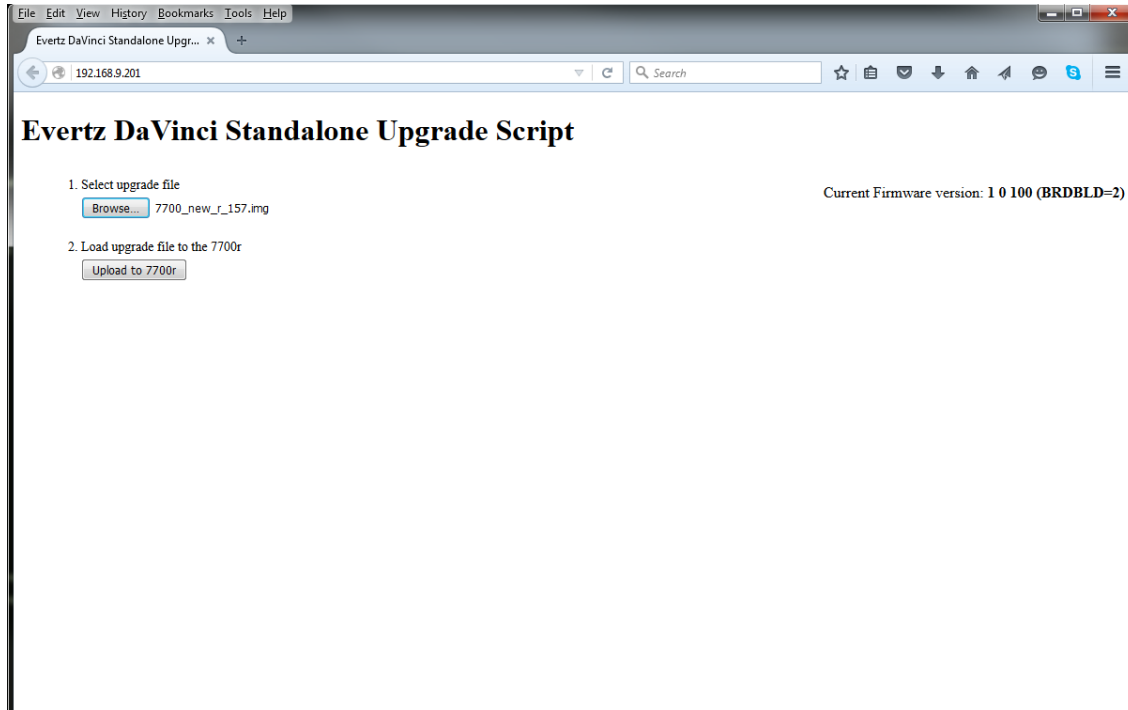 File Edit View History Bookmarks Tools Help
Evertz DaVinci Standalone Upgr...
192.168.9.201
Search
Evertz DaVinci Standalone Upgrade Script
1. Select upgrade file
Current Firmware version: 1 0 100 (BRDBLD=2)
Browse... 7700_new_r_157.img
2. Load upgrade file to the 7700r
Upload to 7700r